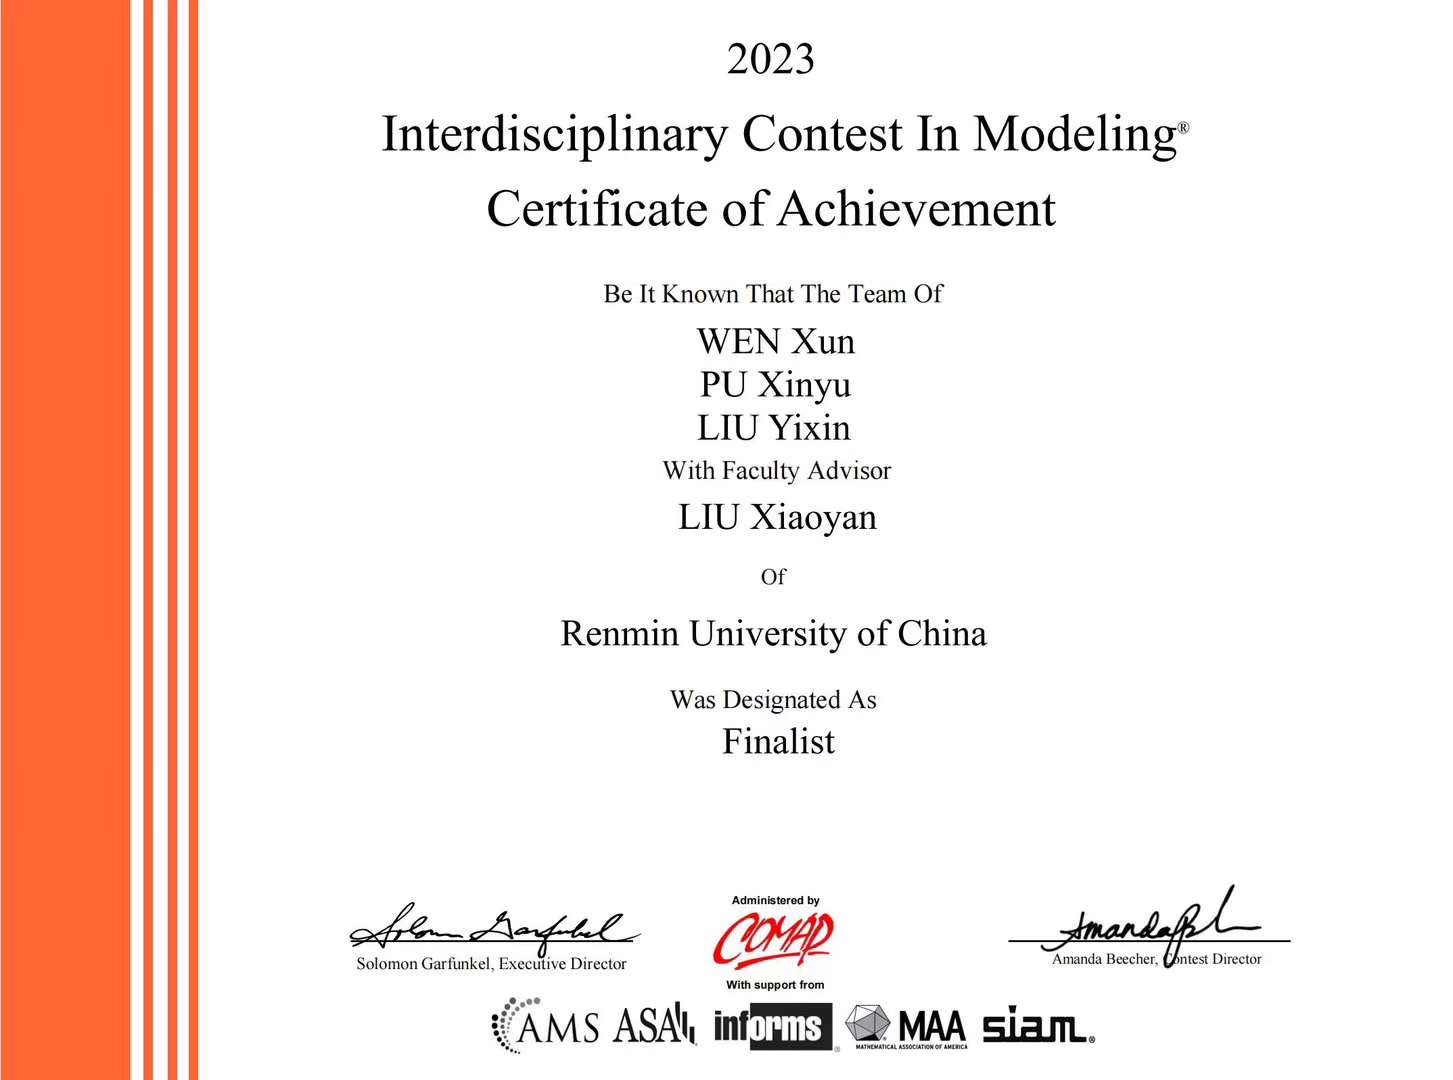 2023
Interdisciplinary Contest In Modeling®
Certificate of Achievement
Be It Known That The Team Of
WEN Xun
PU Xinyu
LIU Yixin
With Faculty Advisor
LIU Xiaoyan
Of
Renmin University of China
Was Designated As
Finalist
Solomon Garfunkel
Solomon Garfunkel, Executive Director
Administered by
COMAP
With support from
Amanda Beecher, Contest Director
AMS ASA informs® MAA siam®
MATHEMATICAL ASSOCIATION OF AMERICA